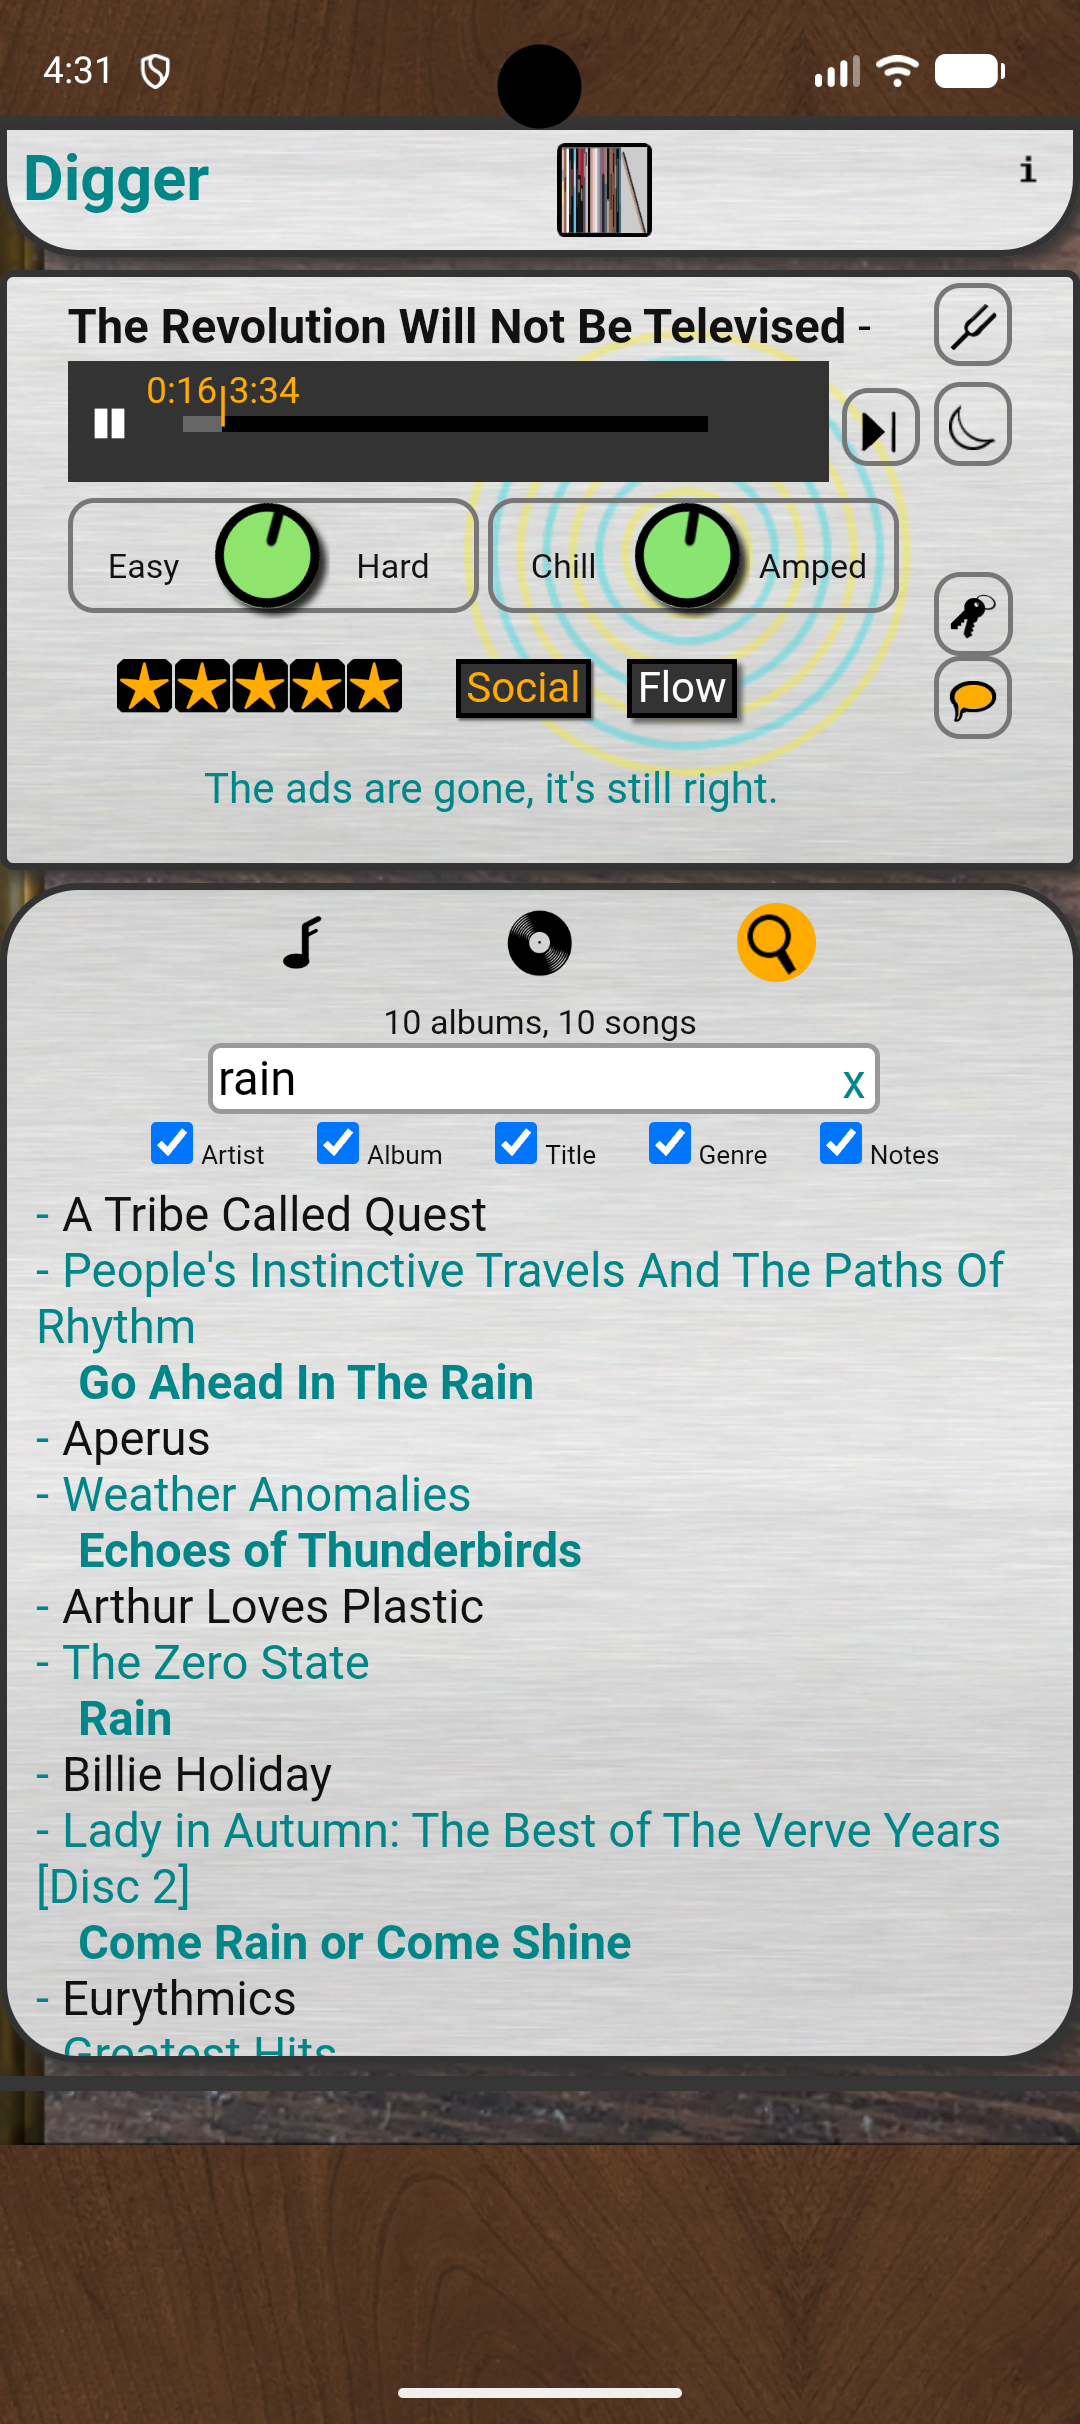 4:31
Digger
i
The Revolution Will Not Be Televised -
0:16 3:34
Easy Hard Chill Amped
Social Flow
The ads are gone, it's still right.
10 albums, 10 songs
rain x
Artist Album Title Genre Notes
- A Tribe Called Quest
- People's Instinctive Travels And The Paths Of
Rhythm
Go Ahead In The Rain
- Aperus
- Weather Anomalies
Echoes of Thunderbirds
- Arthur Loves Plastic
- The Zero State
Rain
- Billie Holiday
- Lady in Autumn: The Best of The Verve Years
[Disc 2]
Come Rain or Come Shine
- Eurythmics
Greatest Hits